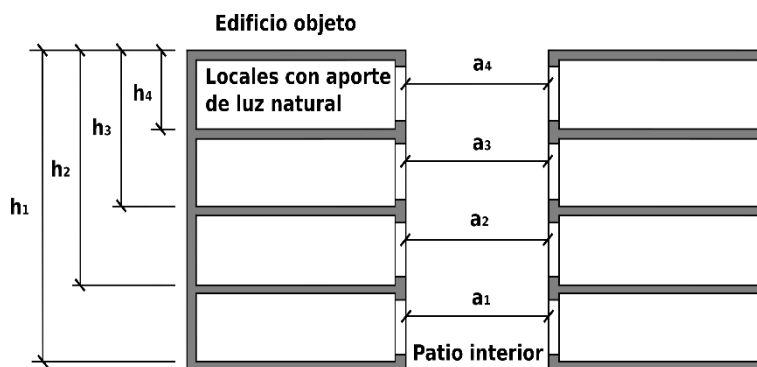 Edificio objeto
Locales con aporte
de luz natural
h4
h3
h2
h1
a4
a3
a2
a1
Patio interior